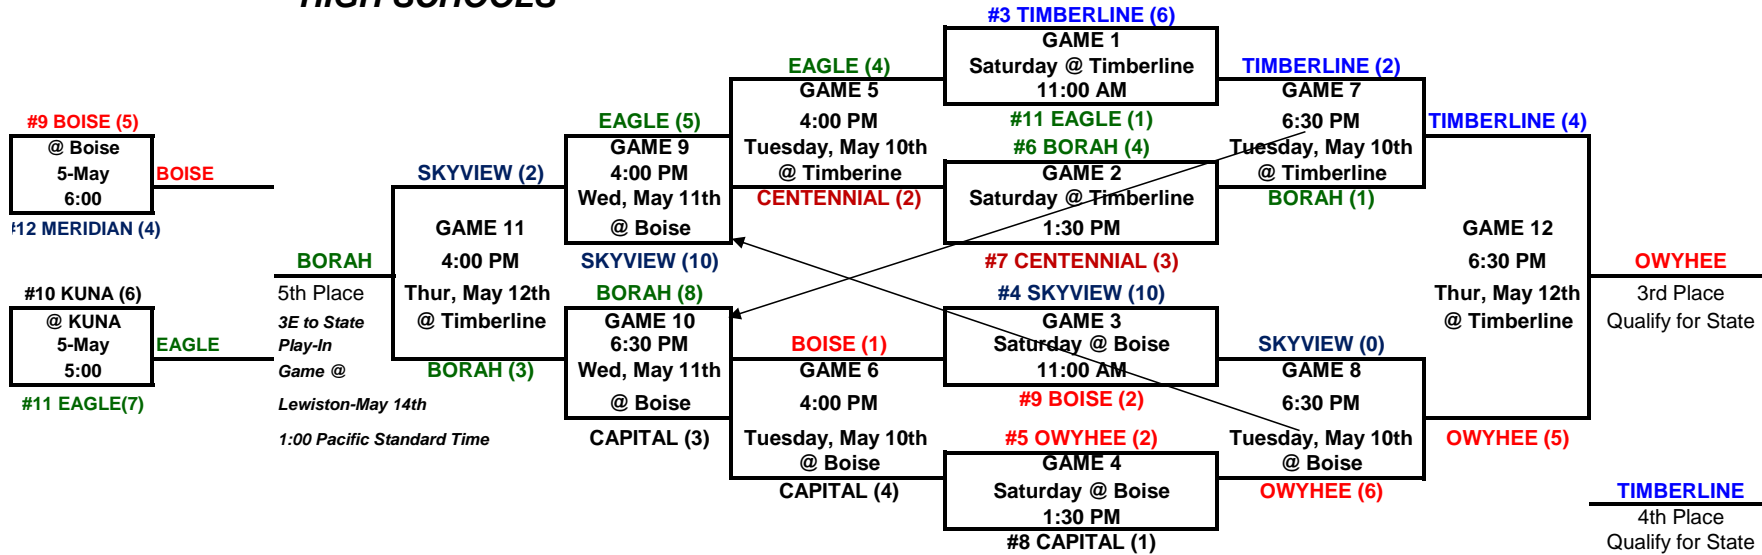 HIGH SCHOOLS
#9 BOISE (5)
@ Boise
5-May
6:00
#12 MERIDIAN (4)
BOISE
#10 KUNA (6)
@ KUNA
5-May
5:00
#11 EAGLE(7)
EAGLE
BORAH
5th Place
3E to State
Play-In
Game @
Lewiston-May 14th
1:00 Pacific Standard Time
SKYVIEW (2)
GAME 11
4:00 PM
Thur, May 12th
@ Timberline
BORAH (3)
EAGLE (5)
GAME 9
4:00 PM
Wed, May 11th
@ Boise
SKYVIEW (10)
BORAH (8)
GAME 10
6:30 PM
Wed, May 11th
@ Boise
CAPITAL (3)
EAGLE (4)
GAME 5
4:00 PM
Tuesday, May 10th
@ Timberine
CENTENNIAL (2)
BOISE (1)
GAME 6
4:00 PM
Tuesday, May 10th
@ Boise
CAPITAL (4)
#3 TIMBERLINE (6)
GAME 1
Saturday @ Timberline
11:00 AM
#11 EAGLE (1)
#6 BORAH (4)
GAME 2
Saturday @ Timberline
1:30 PM
#7 CENTENNIAL (3)
#4 SKYVIEW (10)
GAME 3
Saturday @ Boise
11:00 AM
#9 BOISE (2)
#5 OWYHEE (2)
GAME 4
Saturday @ Boise
1:30 PM
#8 CAPITAL (1)
TIMBERLINE (2)
GAME 7
6:30 PM
Tuesday, May 10th
@ Timberline
BORAH (1)
SKYVIEW (0)
GAME 8
6:30 PM
Tuesday, May 10th
@ Boise
OWYHEE (6)
TIMBERLINE (4)
GAME 12
6:30 PM
Thur, May 12th
@ Timberline
OWYHEE (5)
OWYHEE
3rd Place
Qualify for State
TIMBERLINE
4th Place
Qualify for State